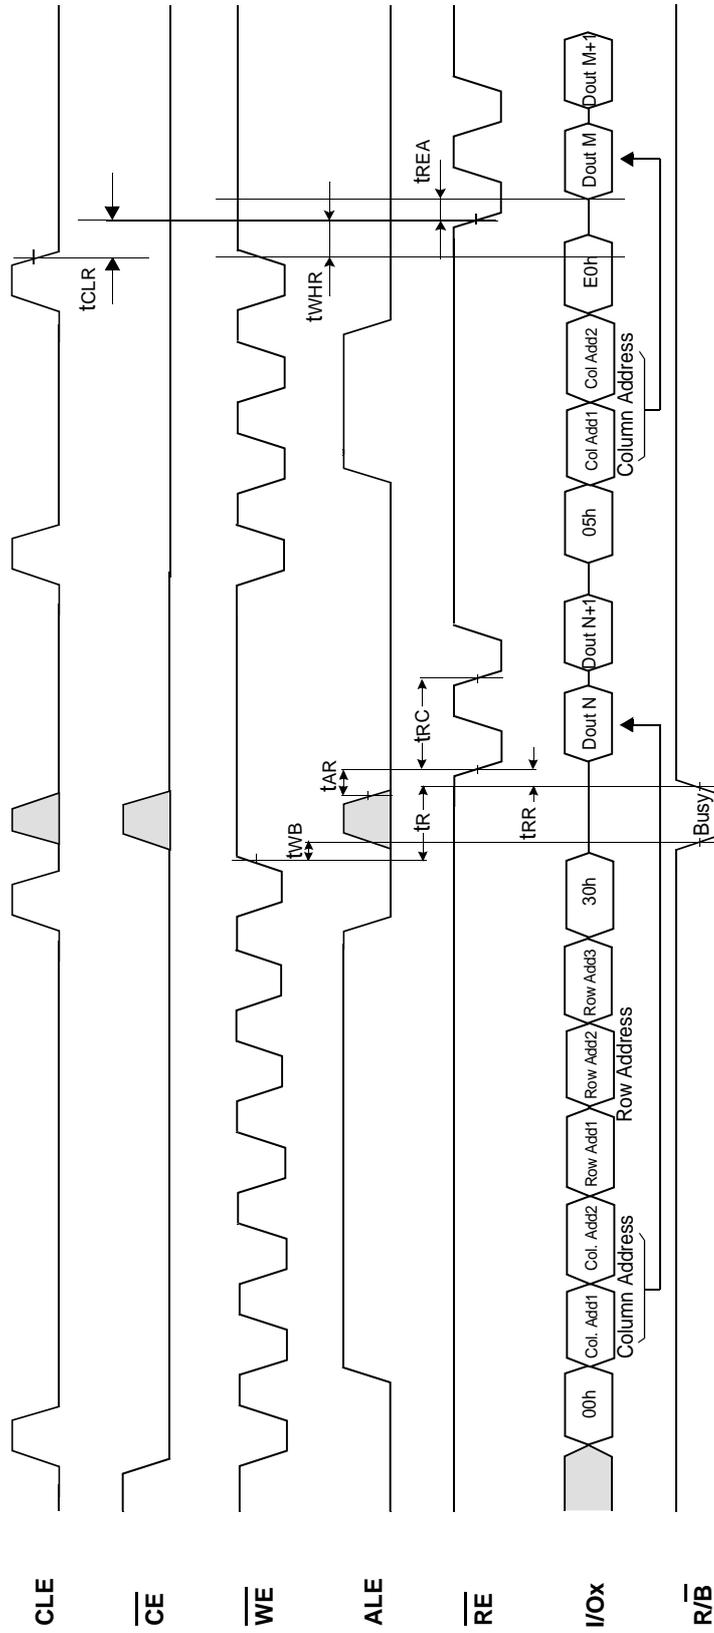 CLE
tCLR
CE
WE
tWB
tWHR
ALE
tAR
RE
tR
tRC
tREA
tRR
I/Ox
00h
Col. Add1
Col. Add2
Row Add1
Row Add2
Row Add3
30h
Dout N
Dout N+1
05h
Col Add1
Col Add2
E0h
Dout M
Dout M+1
Column Address
Row Address
Column Address
R/B
Busy